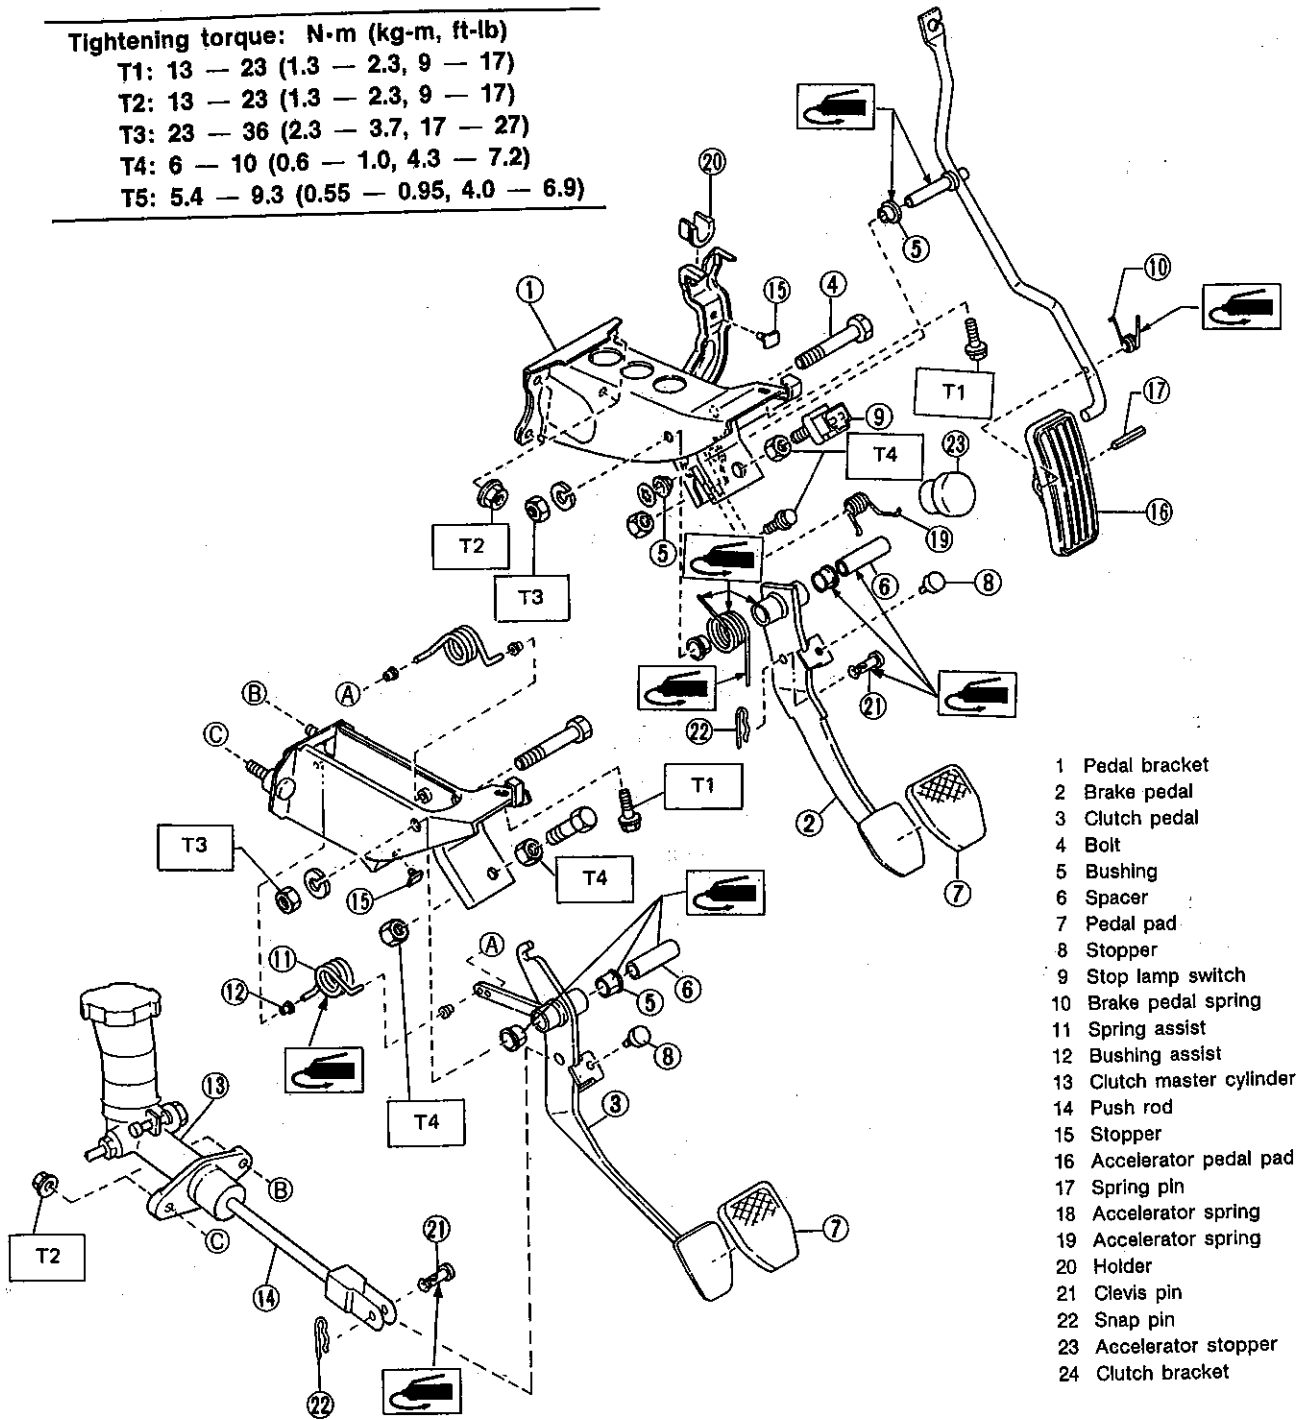 Tightening torque: N·m (kg-m, ft-lb)
T1: 13 — 23 (1.3 — 2.3, 9 — 17)
T2: 13 — 23 (1.3 — 2.3, 9 — 17)
T3: 23 — 36 (2.3 — 3.7, 17 — 27)
T4: 6 — 10 (0.6 — 1.0, 4.3 — 7.2)
T5: 5.4 — 9.3 (0.55 — 0.95, 4.0 — 6.9)
20
5
10
1
15
4
T1
17
9
T4
23
T2
T3
5
19
16
6
8
A
B
C
21
22
T1
2
7
T3
T4
15
11
12
A
5
6
8
13
T4
3
B
C
T2
14
21
7
22
1 Pedal bracket
2 Brake pedal
3 Clutch pedal
4 Bolt
5 Bushing
6 Spacer
7 Pedal pad
8 Stopper
9 Stop lamp switch
10 Brake pedal spring
11 Spring assist
12 Bushing assist
13 Clutch master cylinder
14 Push rod
15 Stopper
16 Accelerator pedal pad
17 Spring pin
18 Accelerator spring
19 Accelerator spring
20 Holder
21 Clevis pin
22 Snap pin
23 Accelerator stopper
24 Clutch bracket